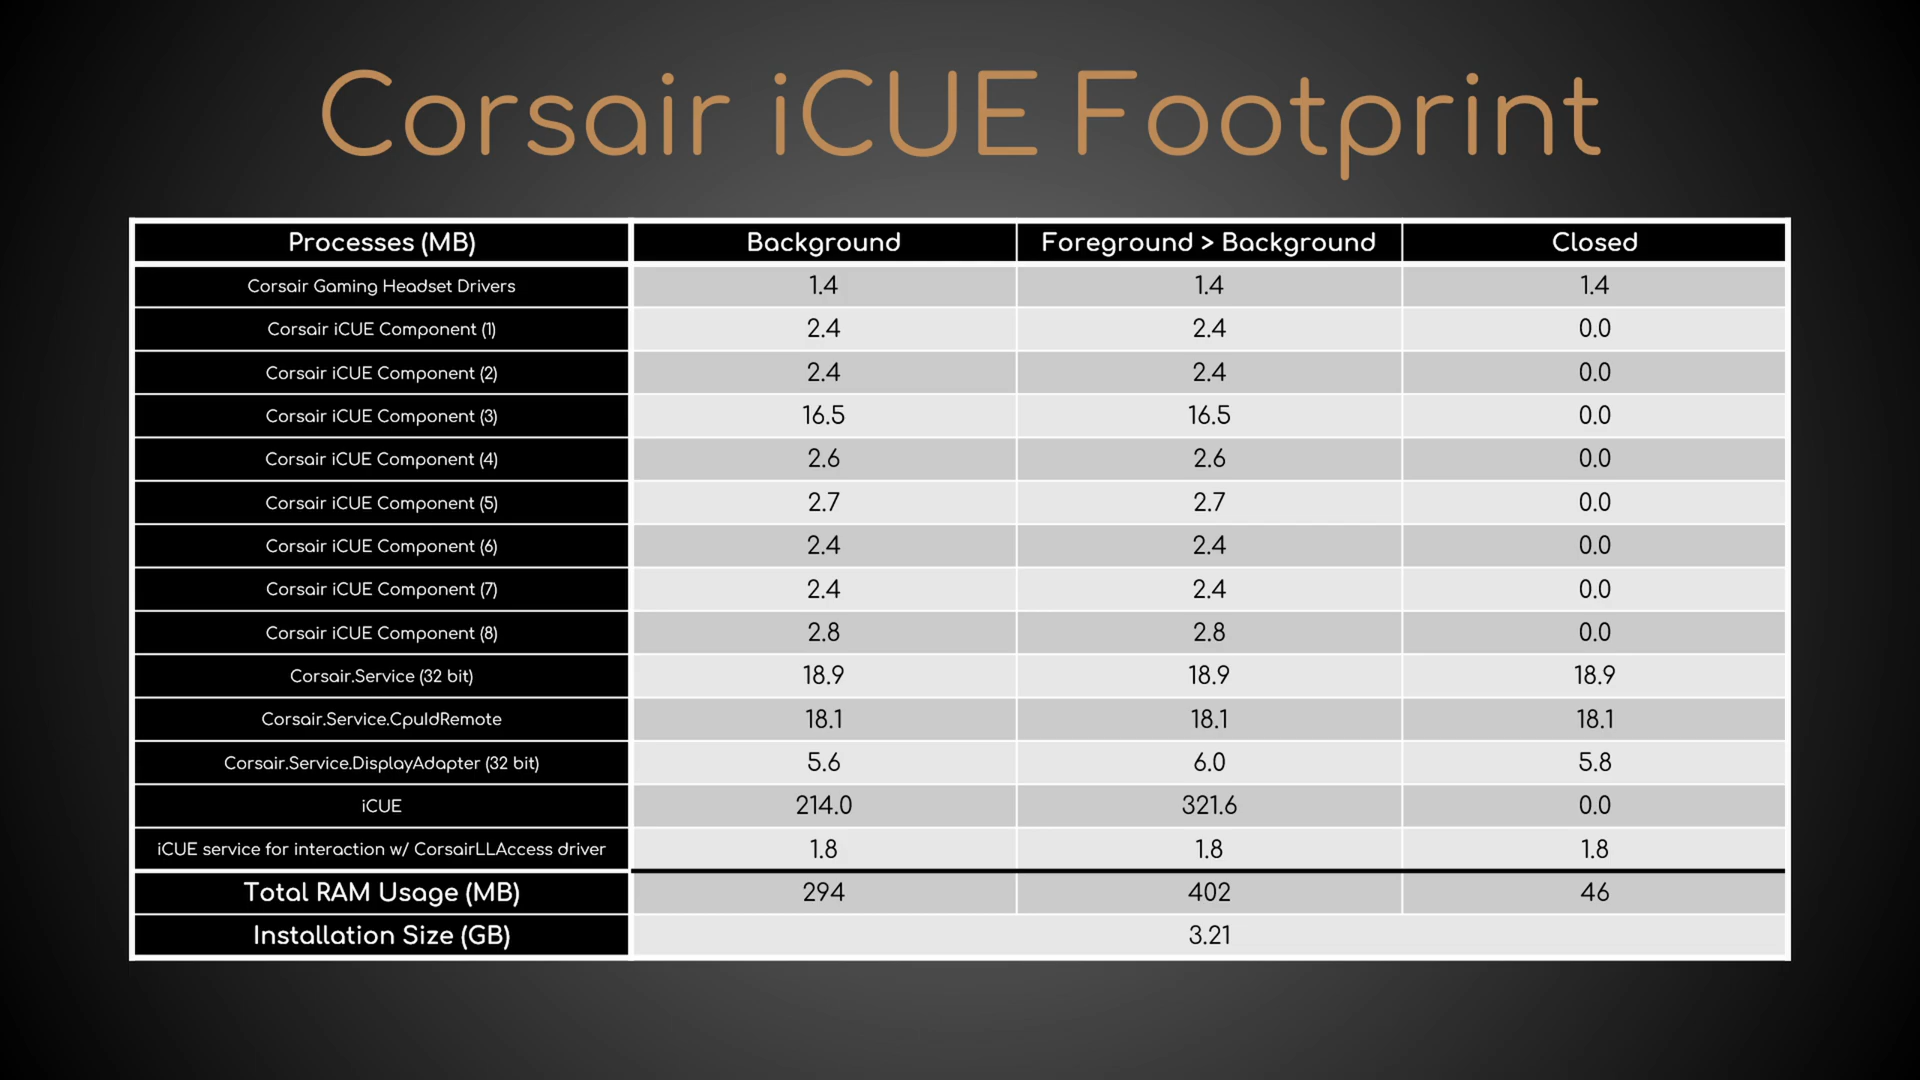 Corsair iCUE Footprint
Processes (MB) Background Foreground > Background Closed
Corsair Gaming Headset Drivers 1.4 1.4 1.4
Corsair iCUE Component (1) 2.4 2.4 0.0
Corsair iCUE Component (2) 2.4 2.4 0.0
Corsair iCUE Component (3) 16.5 16.5 0.0
Corsair iCUE Component (4) 2.6 2.6 0.0
Corsair iCUE Component (5) 2.7 2.7 0.0
Corsair iCUE Component (6) 2.4 2.4 0.0
Corsair iCUE Component (7) 2.4 2.4 0.0
Corsair iCUE Component (8) 2.8 2.8 0.0
Corsair.Service (32 bit) 18.9 18.9 18.9
Corsair.Service.CpuIdRemote 18.1 18.1 18.1
Corsair.Service.DisplayAdapter (32 bit) 5.6 6.0 5.8
iCUE 214.0 321.6 0.0
iCUE service for interaction w/ CorsairLLAccess driver 1.8 1.8 1.8
Total RAM Usage (MB) 294 402 46
Installation Size (GB) 3.21